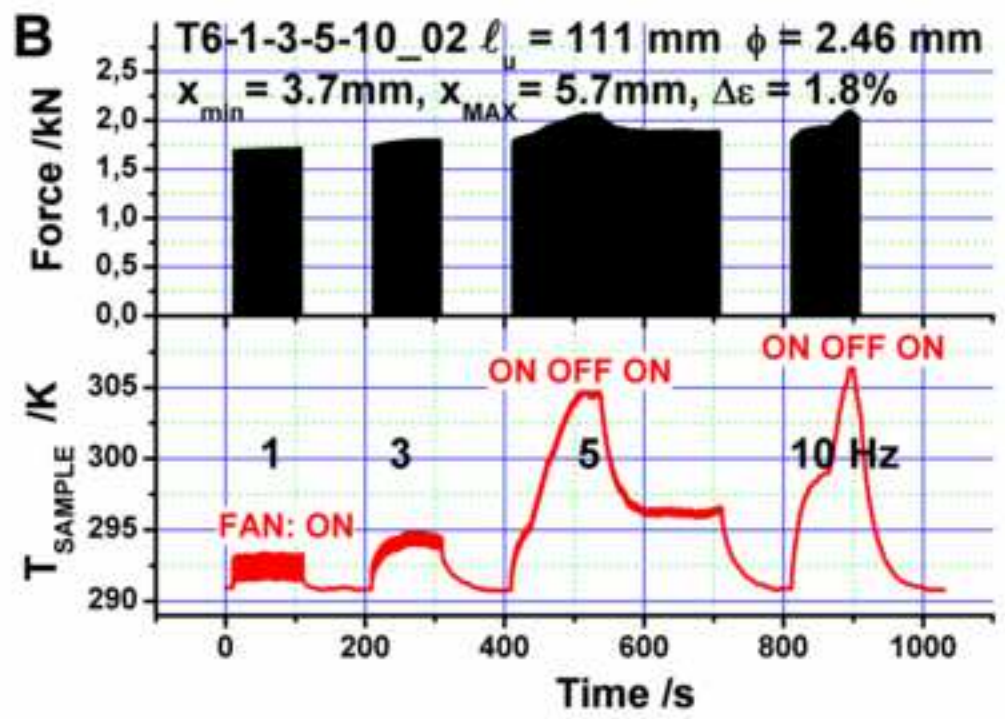 B
T6-1-3-5-10_02 ℓu = 111 mm ϕ = 2.46 mm
xmin = 3.7mm, xMAX = 5.7mm, Δε = 1.8%
Force /kN
2,5
2,0
1,5
1,0
0,5
0,0
ON OFF ON
ON OFF ON
TSAMPLE /K
305
300
295
290
1
3
5
10 Hz
FAN: ON
0
200
400
600
800
1000
Time /s